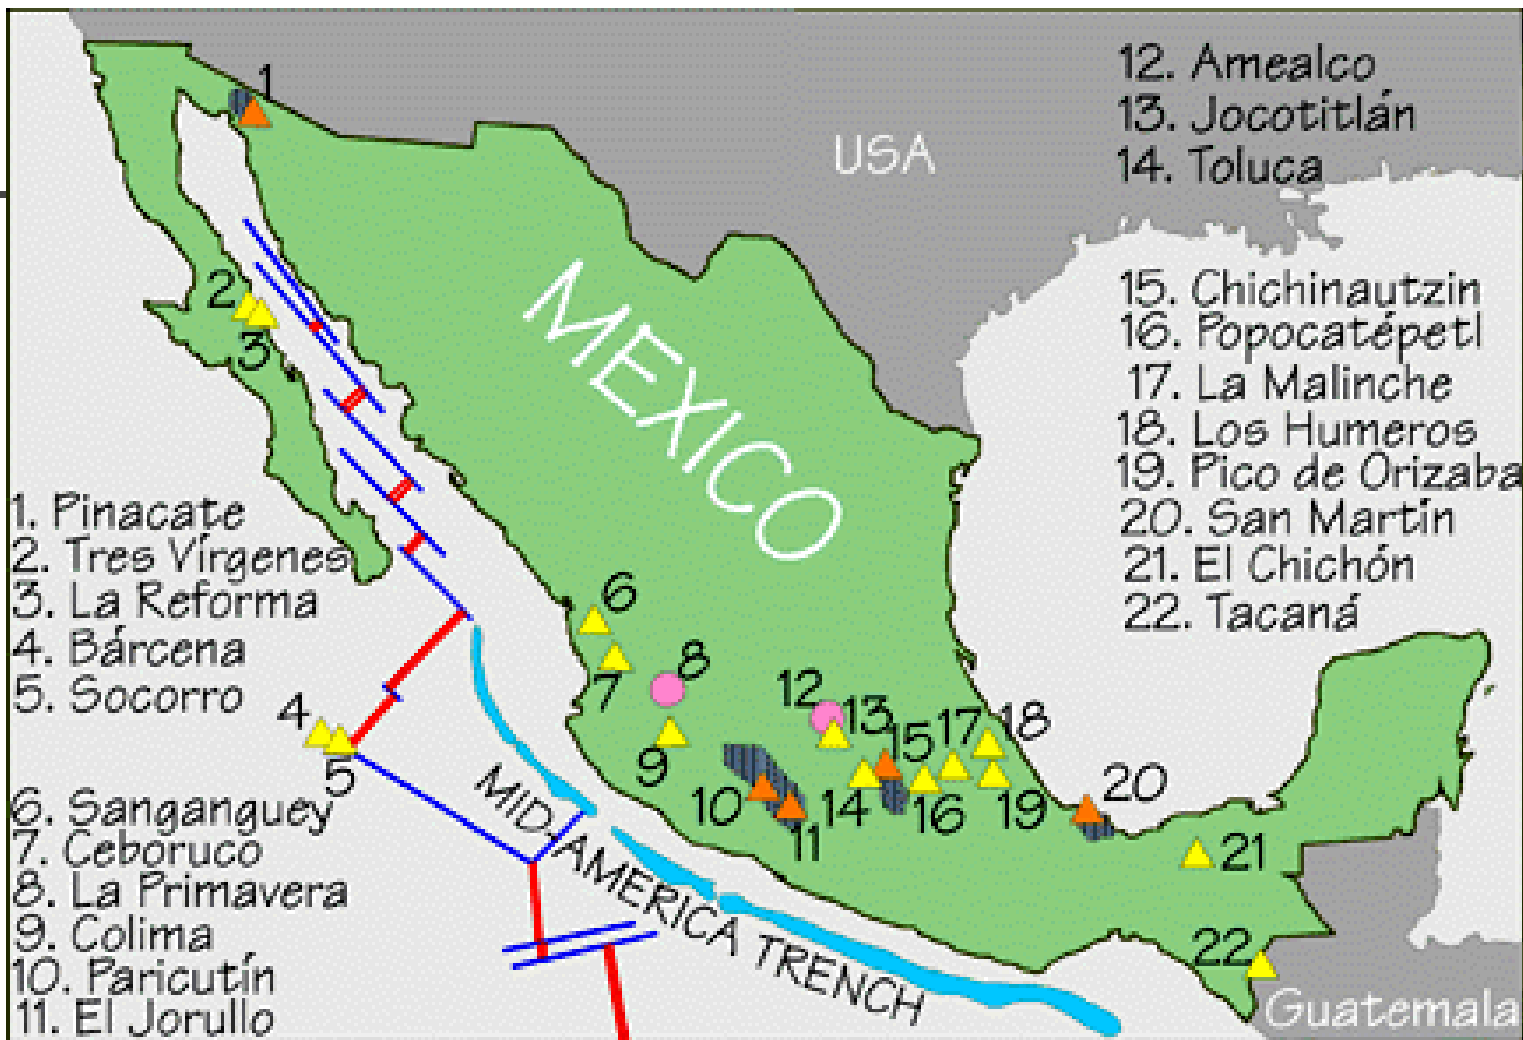 1
12. Amealco
13. Jocotitlán
14. Toluca
USA
2
3
MEXICO
15. Chichinautzin
16. Popocatépetl
17. La Malinche
18. Los Humeros
19. Pico de Orizaba
20. San Martín
21. El Chichón
22. Tacaná
1. Pinacate
2. Tres Vírgenes
3. La Reforma
4. Bárcena
5. Socorro
6
7
8
4
5
9
12
13
15
17
18
10
11
14
16
19
20
21
22
MID-AMERICA TRENCH
6. Sanganguey
7. Ceboruco
8. La Primavera
9. Colima
10. Paricutín
11. El Jorullo
Guatemala